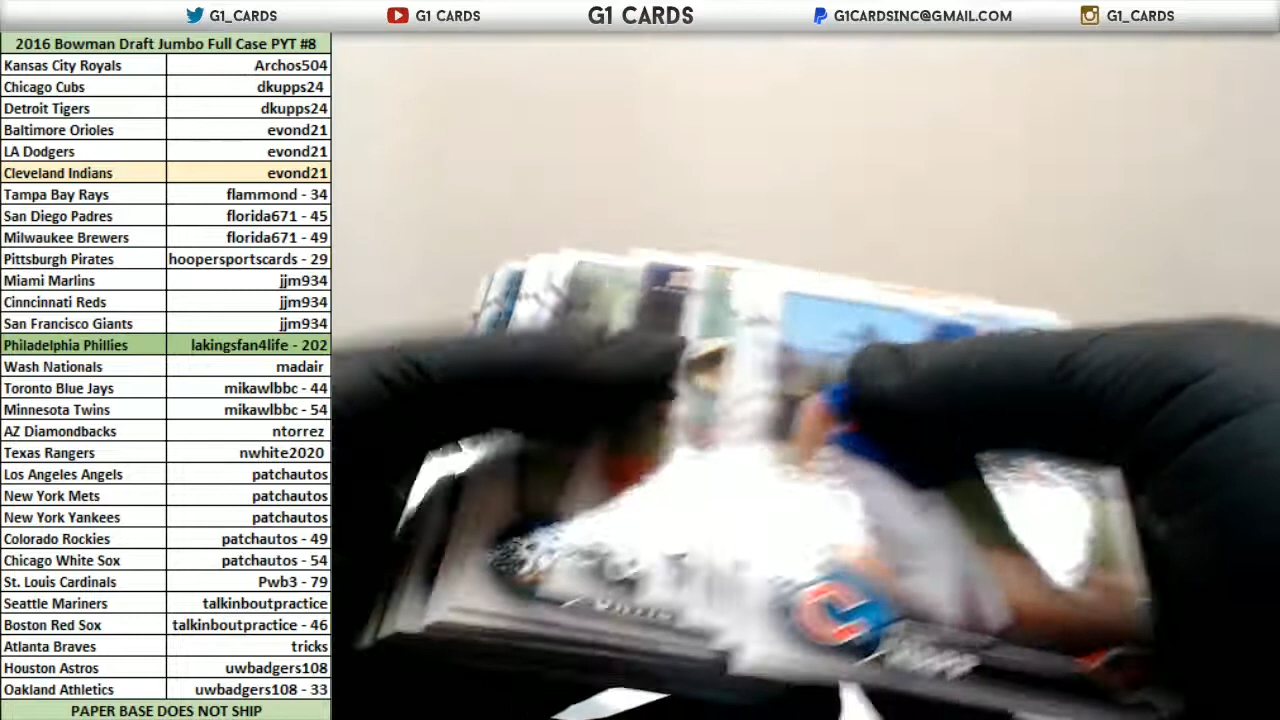 G1_CARDS G1 CARDS G1 CARDS G1CARDSINC@GMAIL.COM G1_CARDS
2016 Bowman Draft Jumbo Full Case PYT #8
Kansas City Royals Archos504
Chicago Cubs dkupps24
Detroit Tigers dkupps24
Baltimore Orioles evond21
LA Dodgers evond21
Cleveland Indians evond21
Tampa Bay Rays flammond - 34
San Diego Padres florida671 - 45
Milwaukee Brewers florida671 - 49
Pittsburgh Pirates hoopersportscards - 29
Miami Marlins jjm934
Cinncinnati Reds jjm934
San Francisco Giants jjm934
Philadelphia Phillies lakingsfan4life - 202
Wash Nationals madair
Toronto Blue Jays mikawlbbc - 44
Minnesota Twins mikawlbbc - 54
AZ Diamondbacks ntorrez
Texas Rangers nwhite2020
Los Angeles Angels patchautos
New York Mets patchautos
New York Yankees patchautos
Colorado Rockies patchautos - 49
Chicago White Sox patchautos - 54
St. Louis Cardinals Pwb3 - 79
Seattle Mariners talkinboutpractice
Boston Red Sox talkinboutpractice - 46
Atlanta Braves tricks
Houston Astros uwbadgers108
Oakland Athletics uwbadgers108 - 33
PAPER BASE DOES NOT SHIP